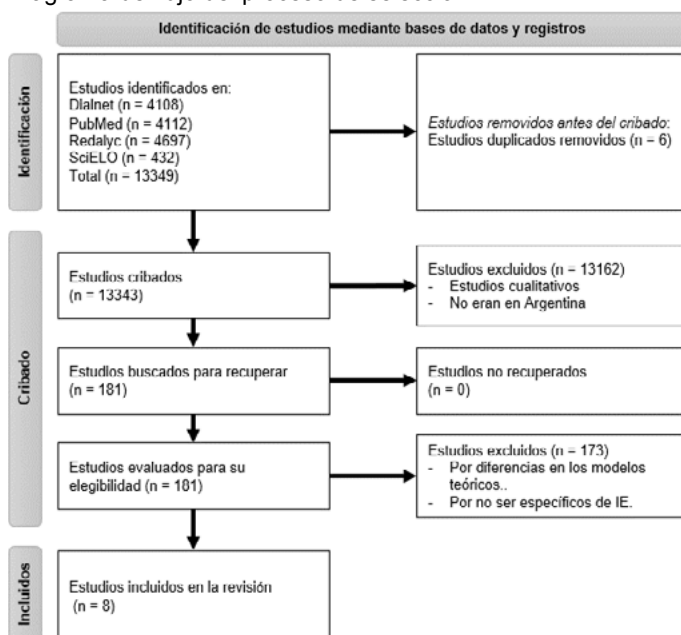 Identificación de estudios mediante bases de datos y registros
Identificación
Estudios identificados en:
Dialnet (n = 4108)
PubMed (n = 4112)
Redalyc (n = 4697)
SciELO (n = 432)
Total (n = 13349)
Estudios removidos antes del cribado:
Estudios duplicados removidos (n = 6)
Cribado
Estudios cribados
(n = 13343)
Estudios excluidos (n = 13162)
- Estudios cualitativos
- No eran en Argentina
Estudios buscados para recuperar
(n = 181)
Estudios no recuperados
(n = 0)
Estudios evaluados para su
elegibilidad (n = 181)
Estudios excluidos (n = 173)
- Por diferencias en los modelos
teóricos..
- Por no ser específicos de IE.
Incluidos
Estudios incluidos en la revisión
(n = 8)